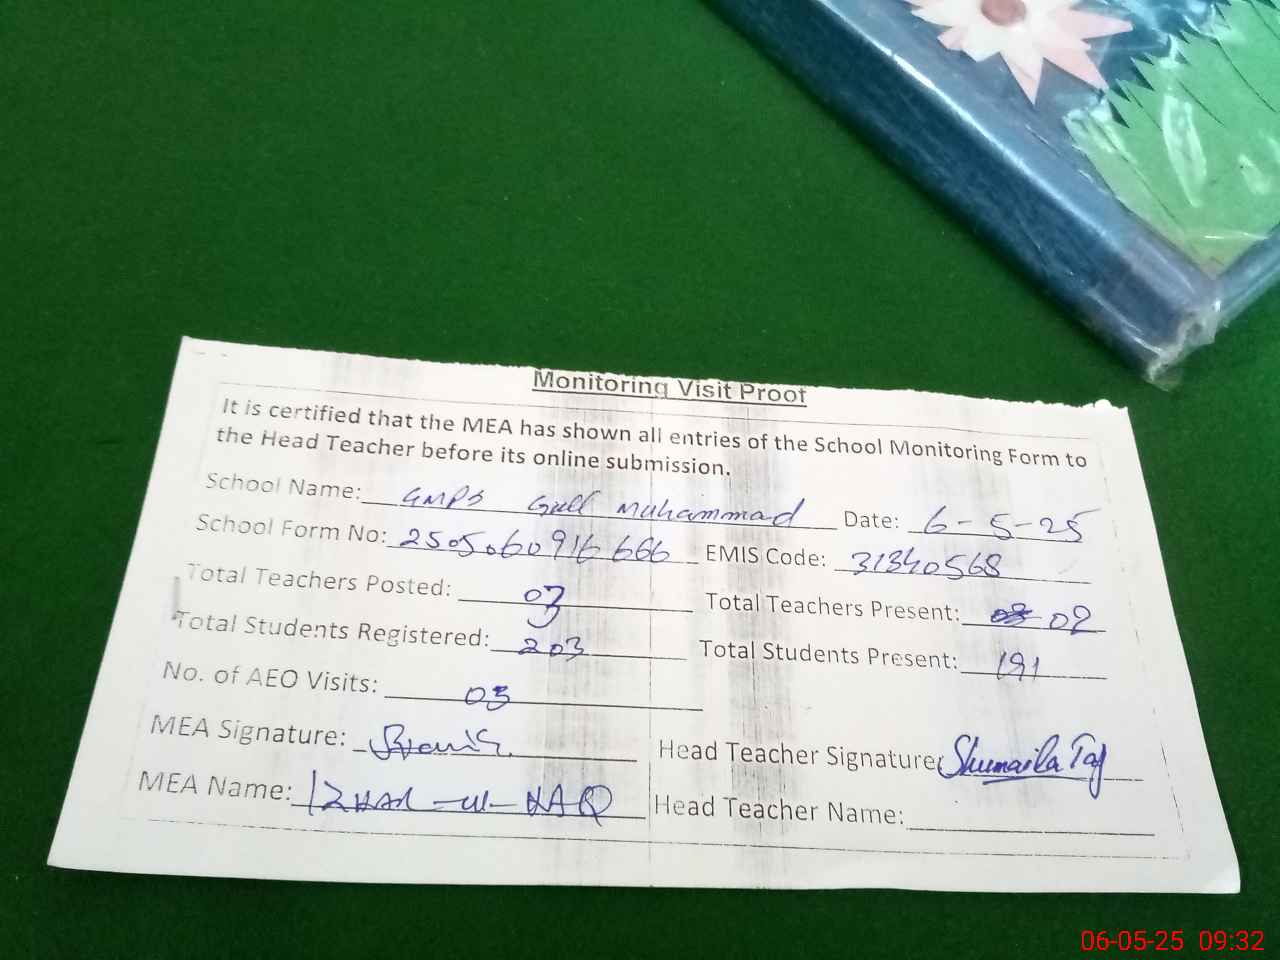 Monitoring Visit Proof
It is certified that the MEA has shown all entries of the School Monitoring Form to
the Head Teacher before its online submission.
School Name: GMPS Gull Muhammad Date: 6-5-25
School Form No: 250506091 666 EMIS Code: 31340568
Total Teachers Posted: 03 Total Teachers Present: 02
Total Students Registered: 203 Total Students Present: 191
No. of AEO Visits: 03
MEA Signature:
Head Teacher Signature Shumaila Taj
MEA Name: Izhar-ul-HAQ Head Teacher Name:
06-05-25 09:32